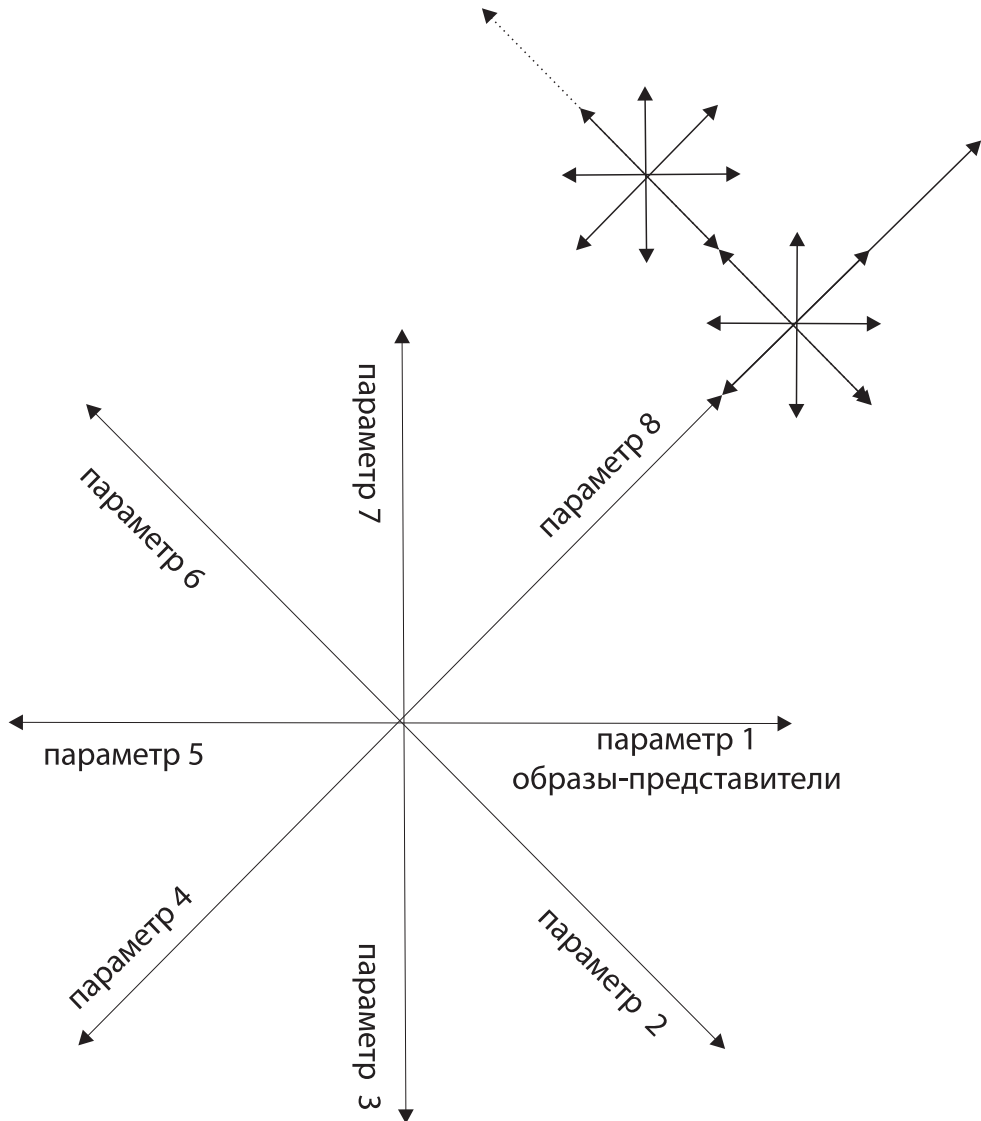 параметр 7
параметр 8
параметр 6
параметр 5
параметр 1
образы-представители
параметр 4
параметр 3
параметр 2